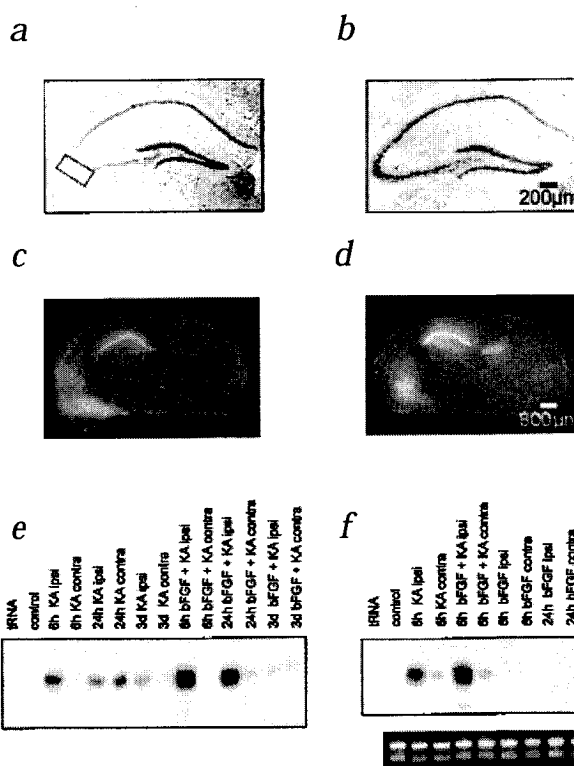 a
b
200µm
c
d
800µm
e
tRNA
control
6h KA ipsi
6h KA contra
24h KA ipsi
24h KA contra
3d KA ipsi
3d KA contra
6h bFGF + KA ipsi
6h bFGF + KA contra
24h bFGF + KA ipsi
24h bFGF + KA contra
3d bFGF + KA ipsi
3d bFGF + KA contra
f
tRNA
control
6h KA ipsi
6h KA contra
6h bFGF + KA ipsi
6h bFGF + KA contra
6h bFGF ipsi
6h bFGF contra
24h bFGF ipsi
24h bFGF contra